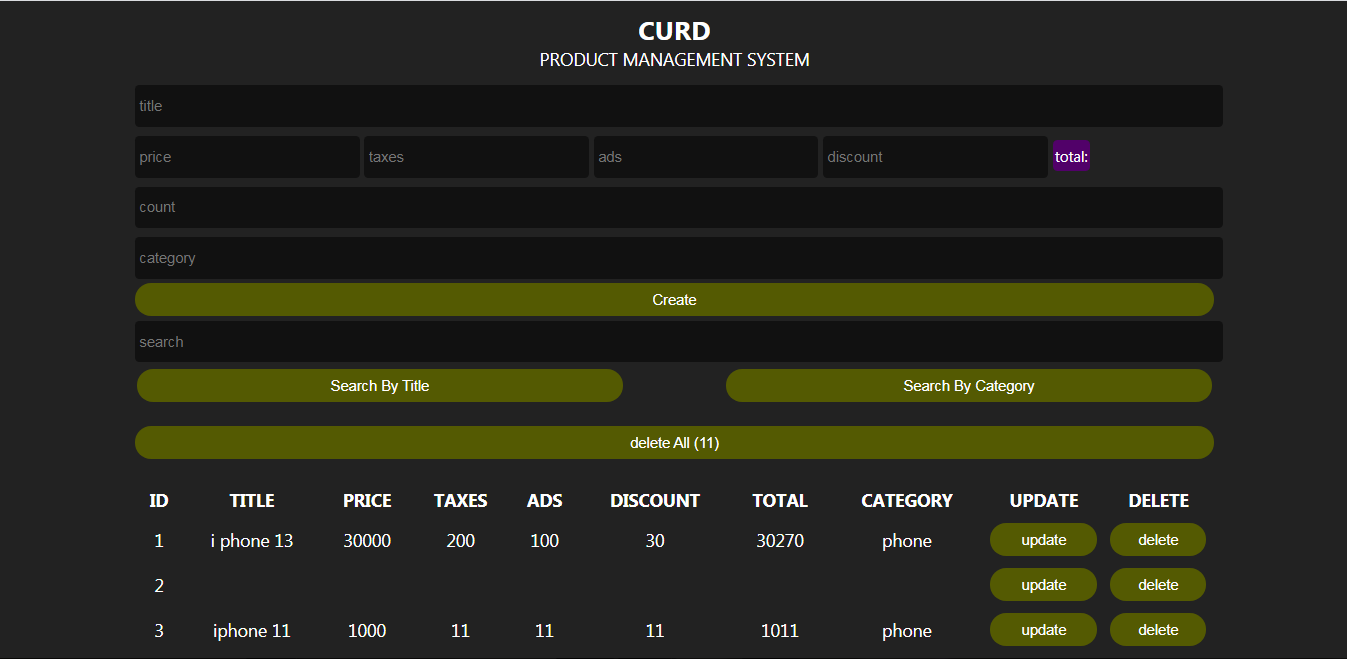 CURD
PRODUCT MANAGEMENT SYSTEM
title
price taxes ads discount total:
count
category
Create
search
Search By Title Search By Category
delete All (11)
ID TITLE PRICE TAXES ADS DISCOUNT TOTAL CATEGORY UPDATE DELETE
1 i phone 13 30000 200 100 30 30270 phone update delete
2 update delete
3 iphone 11 1000 11 11 11 1011 phone update delete